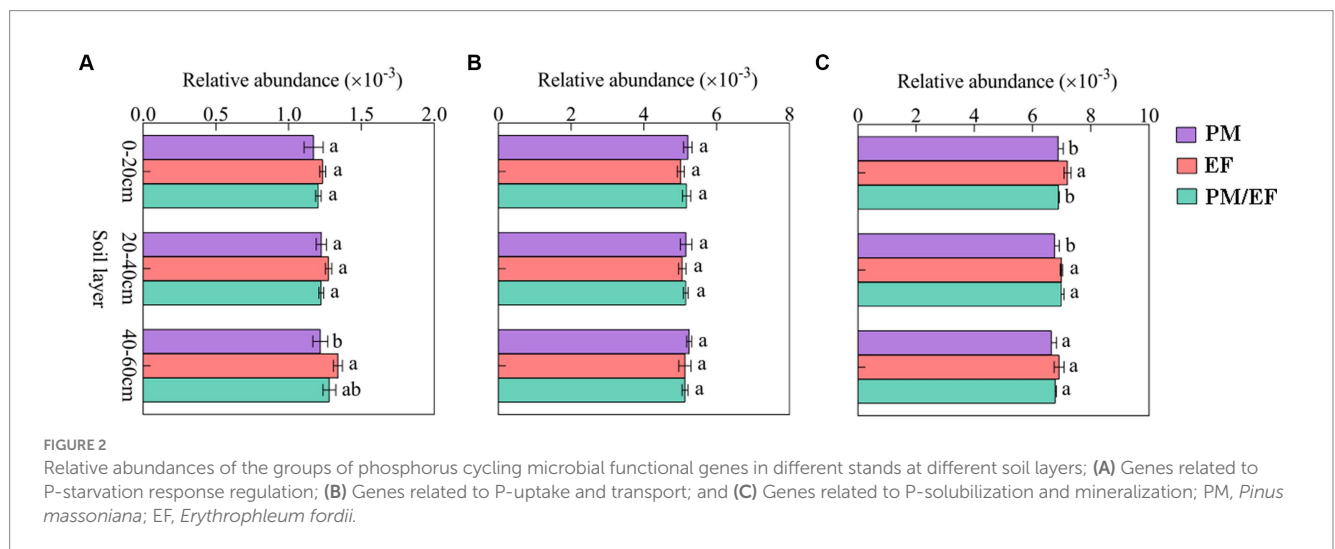 A
Relative abundance (×10⁻³)
0.0 0.5 1.0 1.5 2.0
Soil layer
0-20cm
a
a
a
20-40cm
a
a
a
40-60cm
b
a
ab
B
Relative abundance (×10⁻³)
0 2 4 6 8
a
a
a
a
a
a
a
a
a
C
Relative abundance (×10⁻³)
0 2 4 6 8 10
b
a
b
b
a
a
a
a
a
PM
EF
PM/EF
FIGURE 2
Relative abundances of the groups of phosphorus cycling microbial functional genes in different stands at different soil layers; (A) Genes related to
P-starvation response regulation; (B) Genes related to P-uptake and transport; and (C) Genes related to P-solubilization and mineralization; PM, Pinus
massoniana; EF, Erythrophleum fordii.